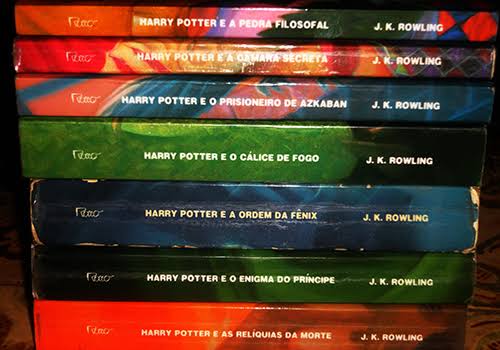 Rocco HARRY POTTER E A PEDRA FILOSOFAL J. K. ROWLING
Rocco HARRY POTTER E A CÂMARA SECRETA J. K. ROWLING
Rocco HARRY POTTER E O PRISIONEIRO DE AZKABAN J. K. ROWLING
Rocco HARRY POTTER E O CÁLICE DE FOGO J. K. ROWLING
Rocco HARRY POTTER E A ORDEM DA FÊNIX J. K. ROWLING
Rocco HARRY POTTER E O ENIGMA DO PRÍNCIPE J. K. ROWLING
Rocco HARRY POTTER E AS RELÍQUIAS DA MORTE J. K. ROWLING